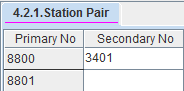 4.2.1.Station Pair
Primary No Secondary No
8800 3401
8801